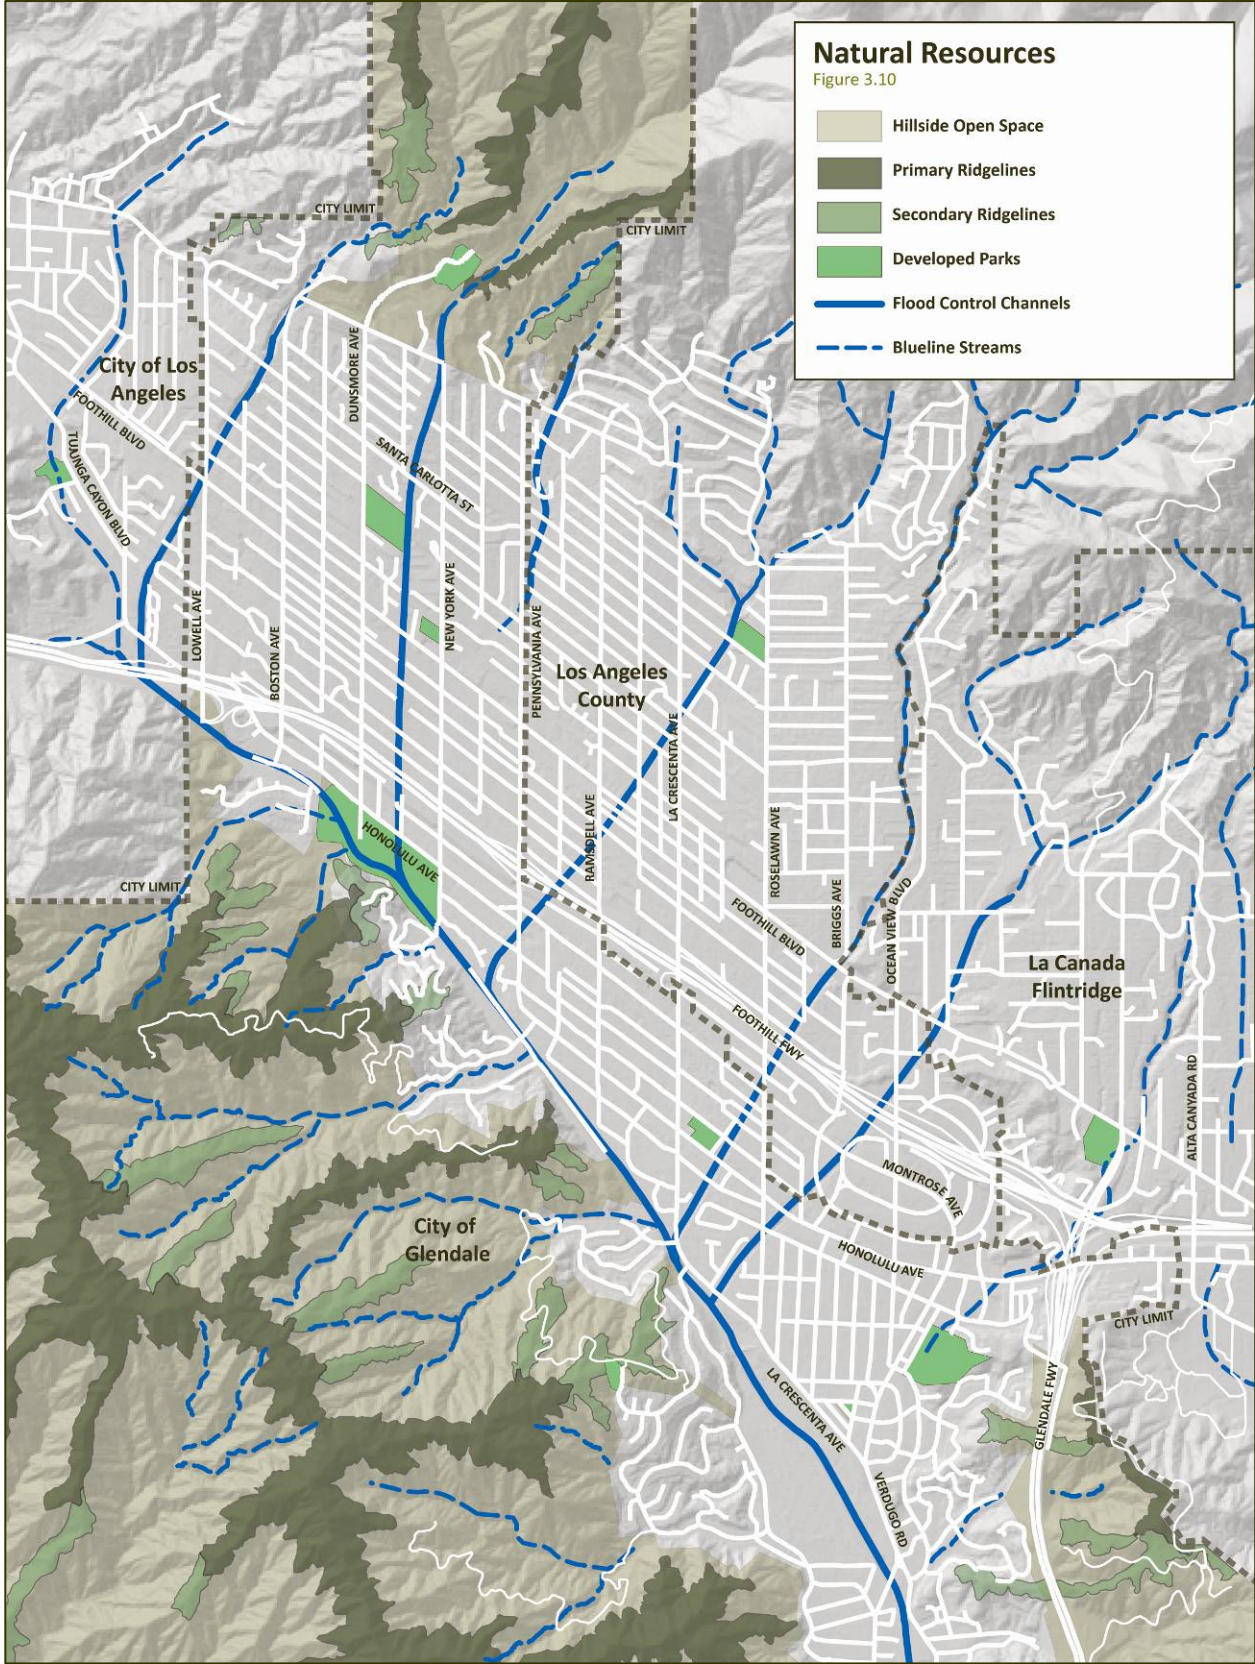 Natural Resources
Figure 3.10
Hillside Open Space
Primary Ridgelines
Secondary Ridgelines
Developed Parks
Flood Control Channels
Blueline Streams
CITY LIMIT
CITY LIMIT
City of Los
Angeles
FOOTHILL BLVD
TUJUNGA CAYON BLVD
DUNSMORE AVE
SANTA CARLOTTA ST
LOWELL AVE
BOSTON AVE
NEW YORK AVE
PENNSYLVANIA AVE
Los Angeles
County
LA CRESCENTA AVE
RAMSDELL AVE
ROSELAWN AVE
BRIGGS AVE
OCEAN VIEW BLVD
HONOLULU AVE
CITY LIMIT
FOOTHILL BLVD
FOOTHILL FWY
La Canada
Flintridge
ALTA CANYADA RD
MONTROSE AVE
City of
Glendale
HONOLULU AVE
CITY LIMIT
LA CRESCENTA AVE
GLENDALE FWY
VERDUGO RD